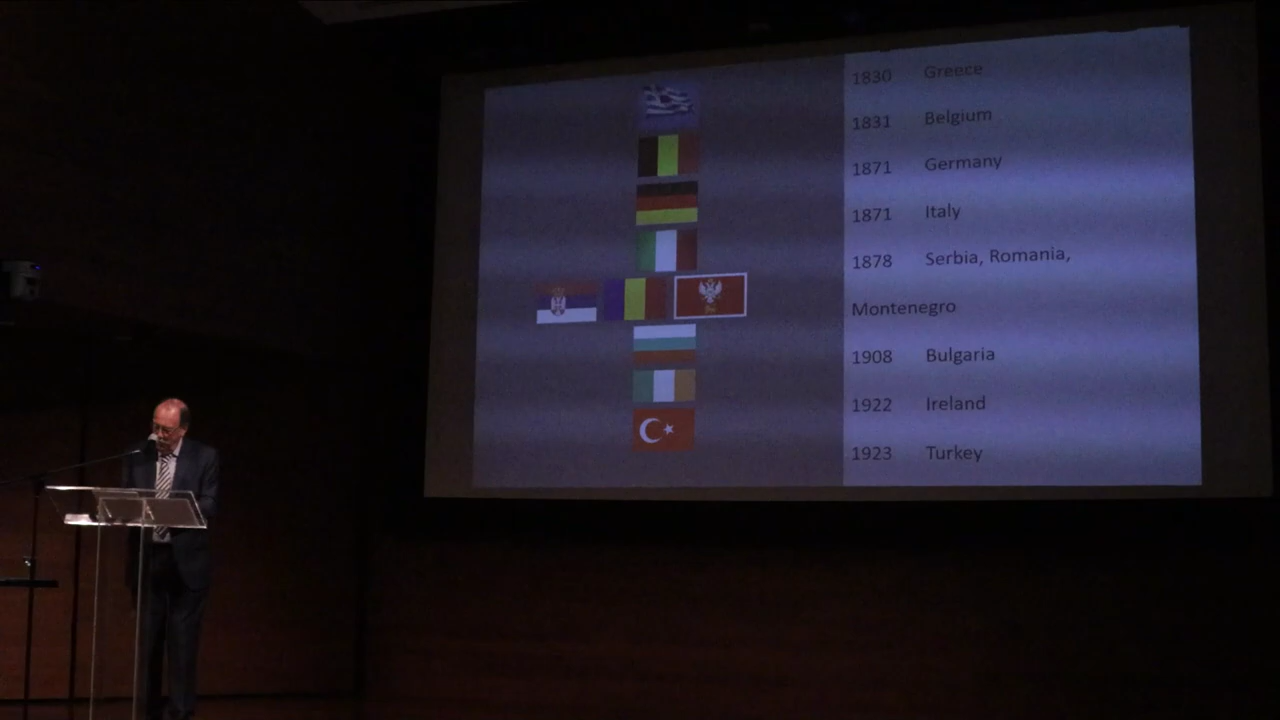 1830 Greece
1831 Belgium
1871 Germany
1871 Italy
1878 Serbia, Romania,
Montenegro
1908 Bulgaria
1922 Ireland
1923 Turkey